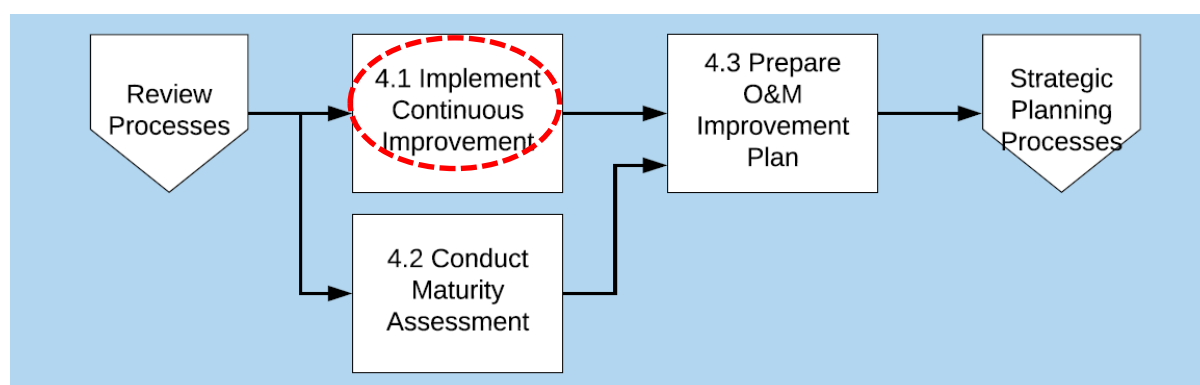 Review
Processes
4.1 Implement
Continuous
Improvement
4.2 Conduct
Maturity
Assessment
4.3 Prepare
O&M
Improvement
Plan
Strategic
Planning
Processes